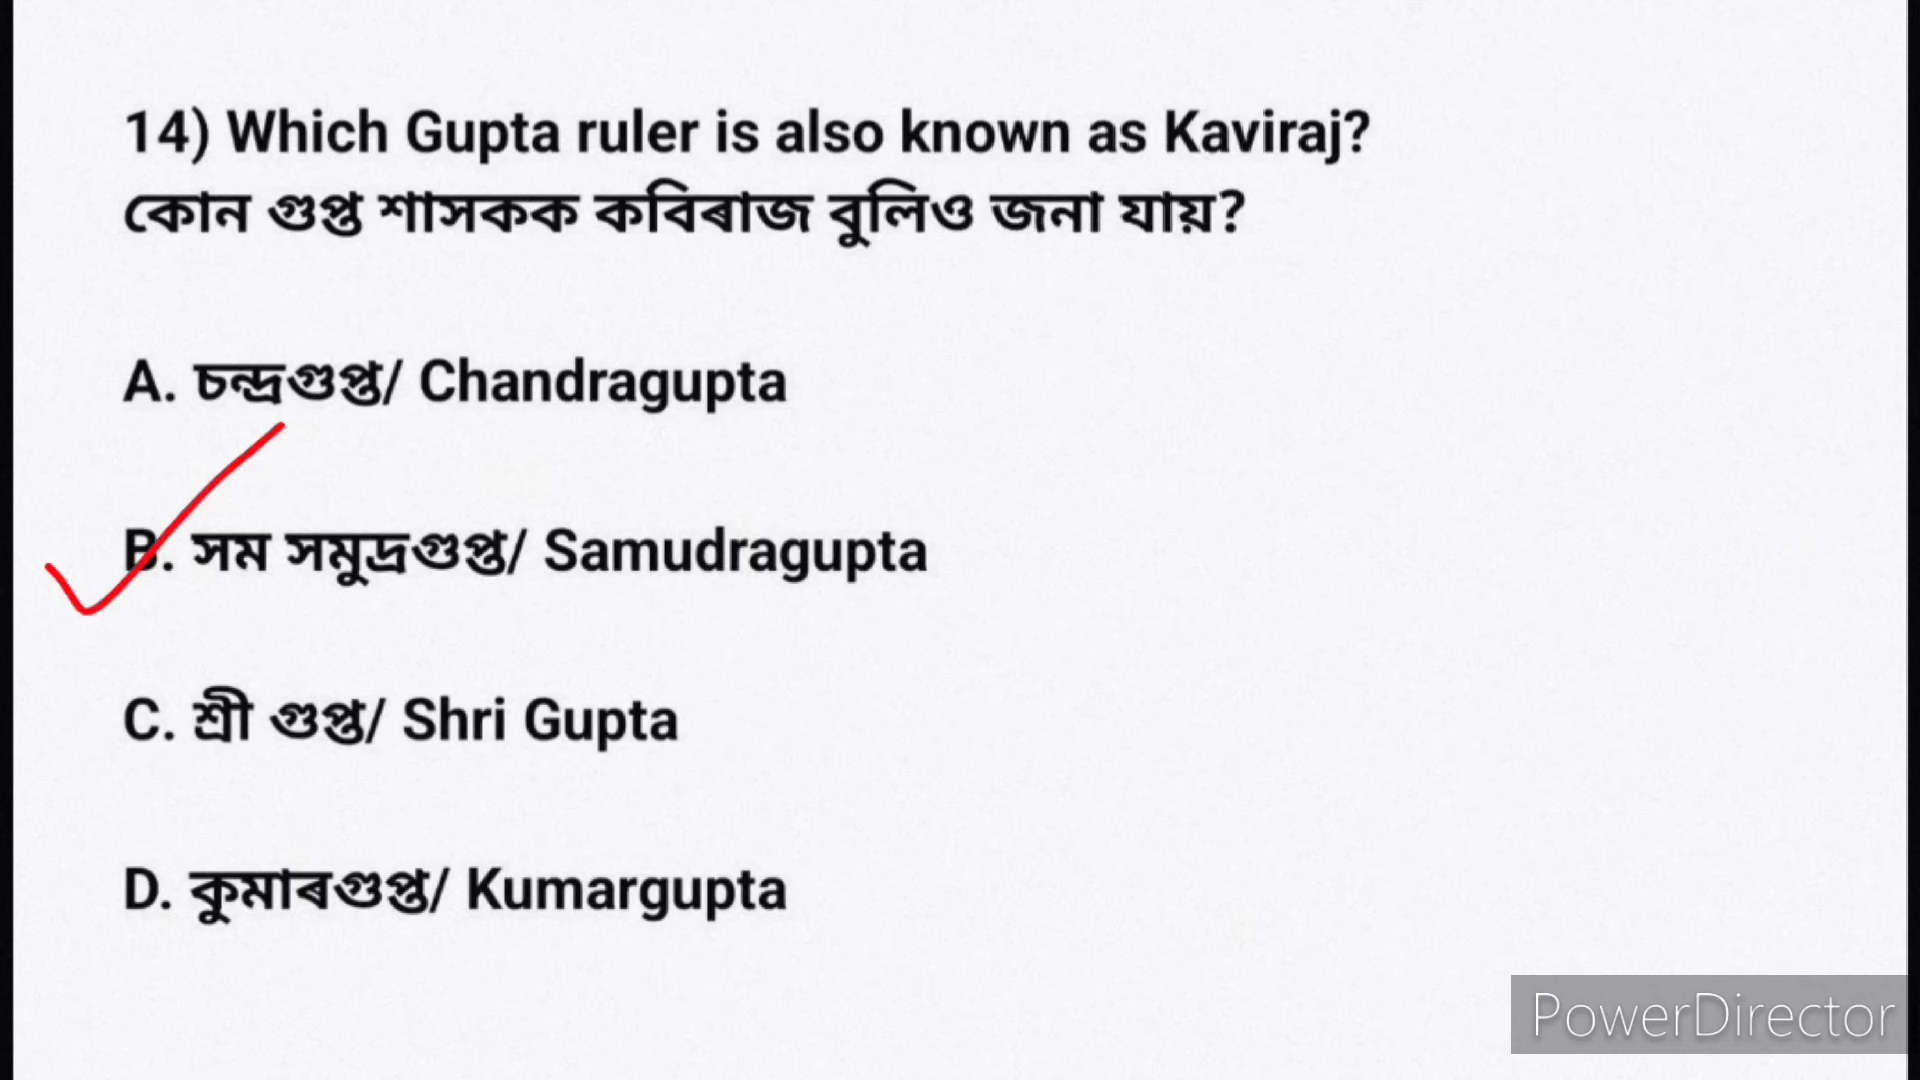 14) Which Gupta ruler is also known as Kaviraj?
কোন গুপ্ত শাসকক কবিৰাজ বুলিও জনা যায়?
A. চন্দ্ৰগুপ্ত/ Chandragupta
B. সম সমুদ্ৰগুপ্ত/ Samudragupta
C. শ্ৰী গুপ্ত/ Shri Gupta
D. কুমাৰগুপ্ত/ Kumargupta
PowerDirector